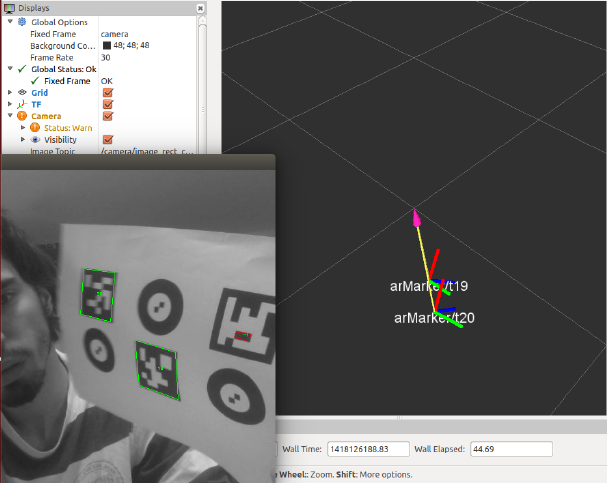 Displays
Global Options
Fixed Frame camera
Background Co... 48; 48; 48
Frame Rate 30
Global Status: Ok
Fixed Frame OK
Grid
TF
Camera
Status: Warn
Visibility
Image Topic /camera/image_rect_c...
arMarker/t19
arMarker/t20
Wall Time: 1418126188.83 Wall Elapsed: 44.69
Wheel:: Zoom. Shift: More options.